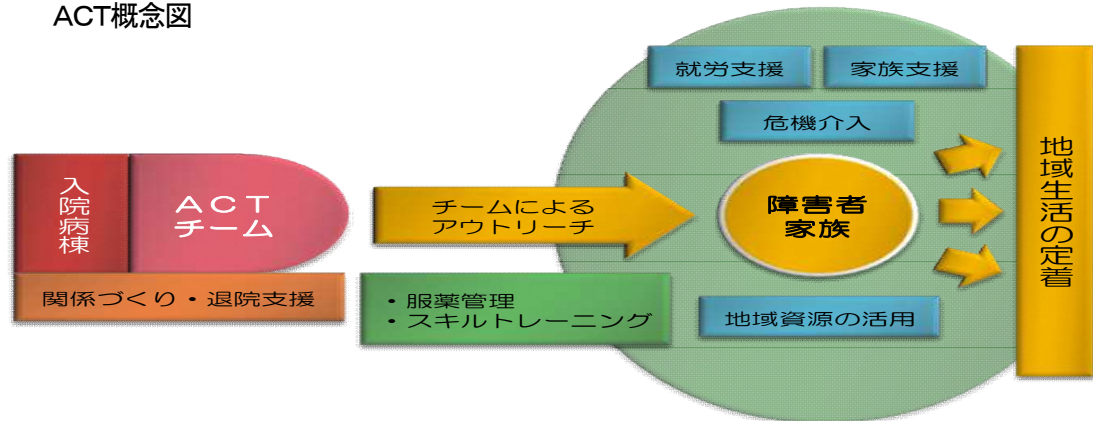 ACT概念図
就労支援
家族支援
危機介入
入院病棟
ACT
チーム
チームによる
アウトリーチ
障害者
家族
地域生活の定着
関係づくり・退院支援
・服薬管理
・スキルトレーニング
地域資源の活用